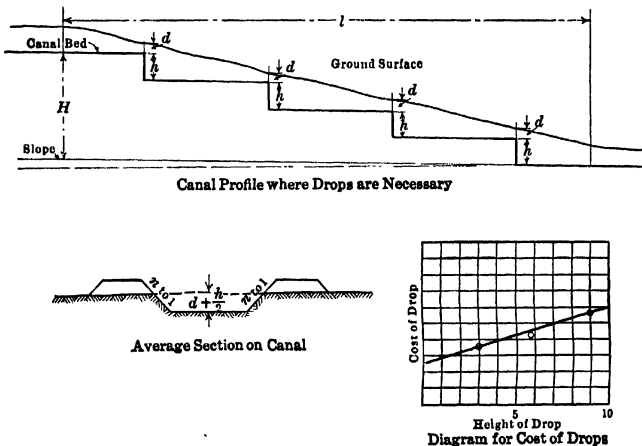 l
Canal Bed
d
h
Ground Surface
d
h
H
d
h
d
h
Slope
Canal Profile where Drops are Necessary
n to 1
d + h/2
n to 1
Average Section on Canal
Cost of Drop
5
10
Height of Drop
Diagram for Cost of Drops